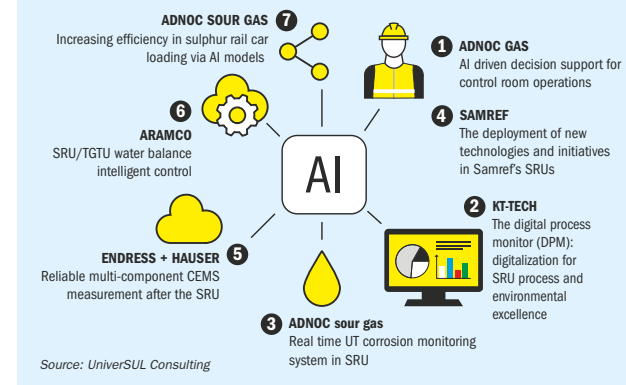 7 ADNOC SOUR GAS
Increasing efficiency in sulphur rail car
loading via AI models
1 ADNOC GAS
AI driven decision support for
control room operations
6
ARAMCO
SRU/TGTU water balance
intelligent control
4 SAMREF
The deployment of new
technologies and initiatives
in Samref's SRUs
AI
2 KT-TECH
The digital process
monitor (DPM):
digitalization for
SRU process and
environmental
excellence
ENDRESS + HAUSER 5
Reliable multi-component CEMS
measurement after the SRU
3 ADNOC sour gas
Real time UT corrosion monitoring
system in SRU
Source: UniverSUL Consulting